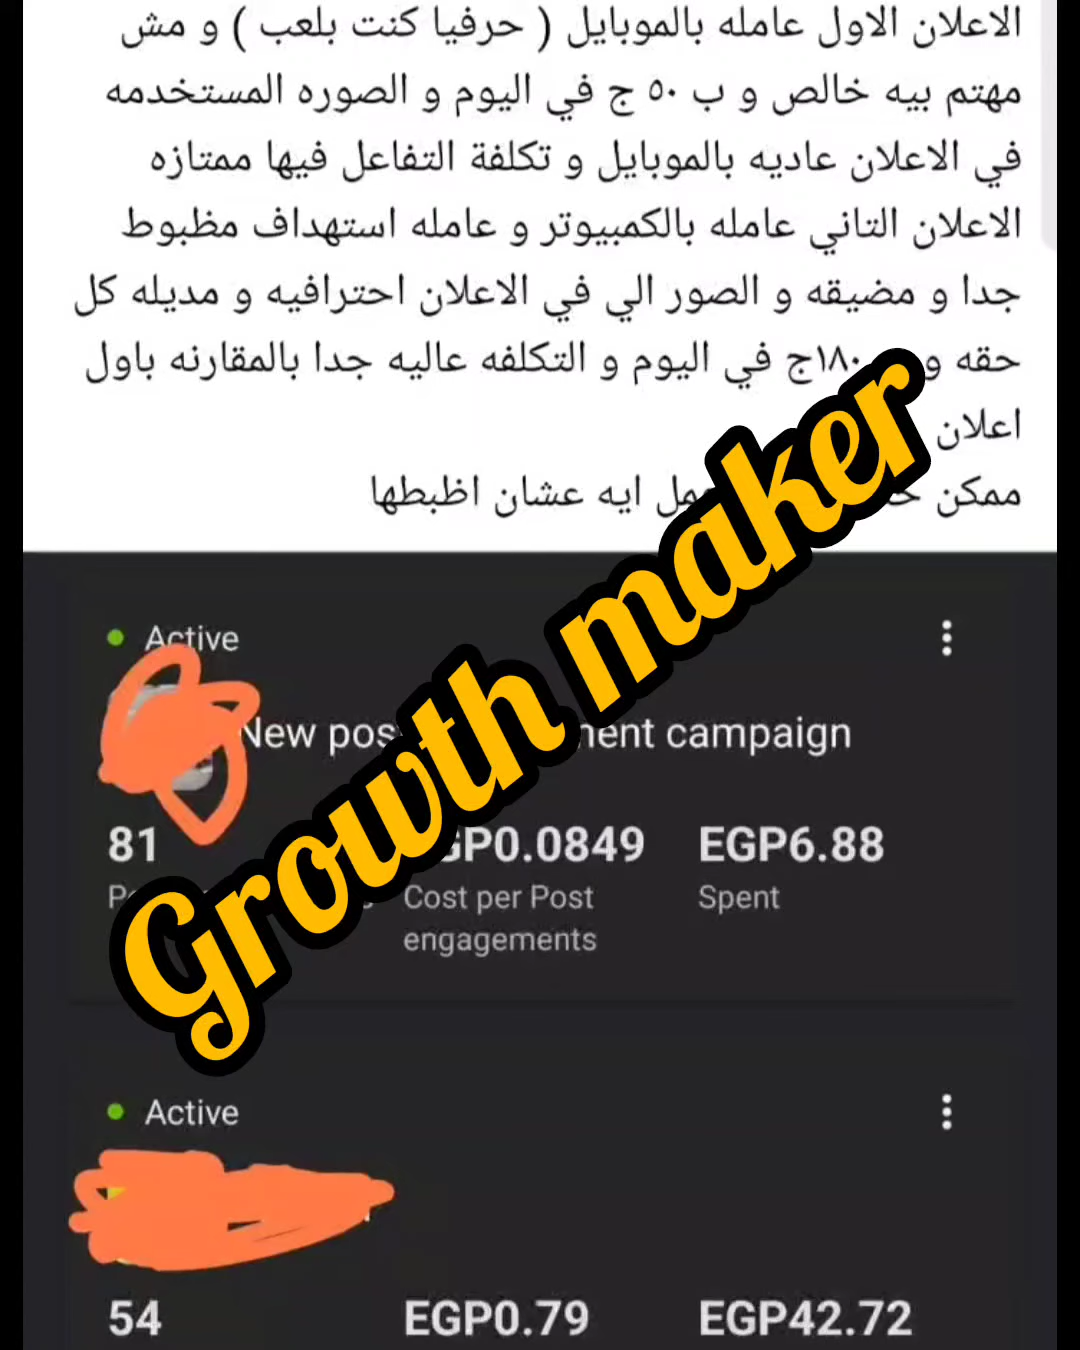 الاعلان الاول عامله بالموبايل ( حرفيا كنت بلعب ) و مش
مهتم بيه خالص و ب ٥٠ ج في اليوم و الصوره المستخدمه
في الاعلان عاديه بالموبايل و تكلفة التفاعل فيها ممتازه
الاعلان التاني عامله بالكمبيوتر و عامله استهداف مظبوط
جدا و مضيقه و الصور الي في الاعلان احترافيه و مديله كل
حقه و ١٨٠ج في اليوم و التكلفه عاليه جدا بالمقارنه باول
اعلان
ممكن ايه عشان اظبطها
Growth maker
Active
New campaign
81 EGP0.0849 EGP6.88
Cost per Post engagements Spent
Active
54 EGP0.79 EGP42.72